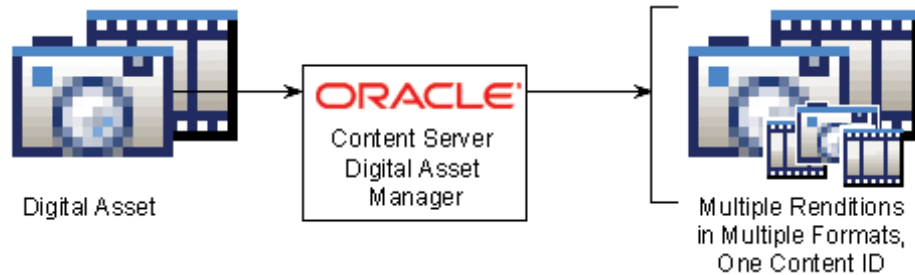 Digital Asset
ORACLE'
Content Server
Digital Asset
Manager
Multiple Renditions
in Multiple Formats,
One Content ID